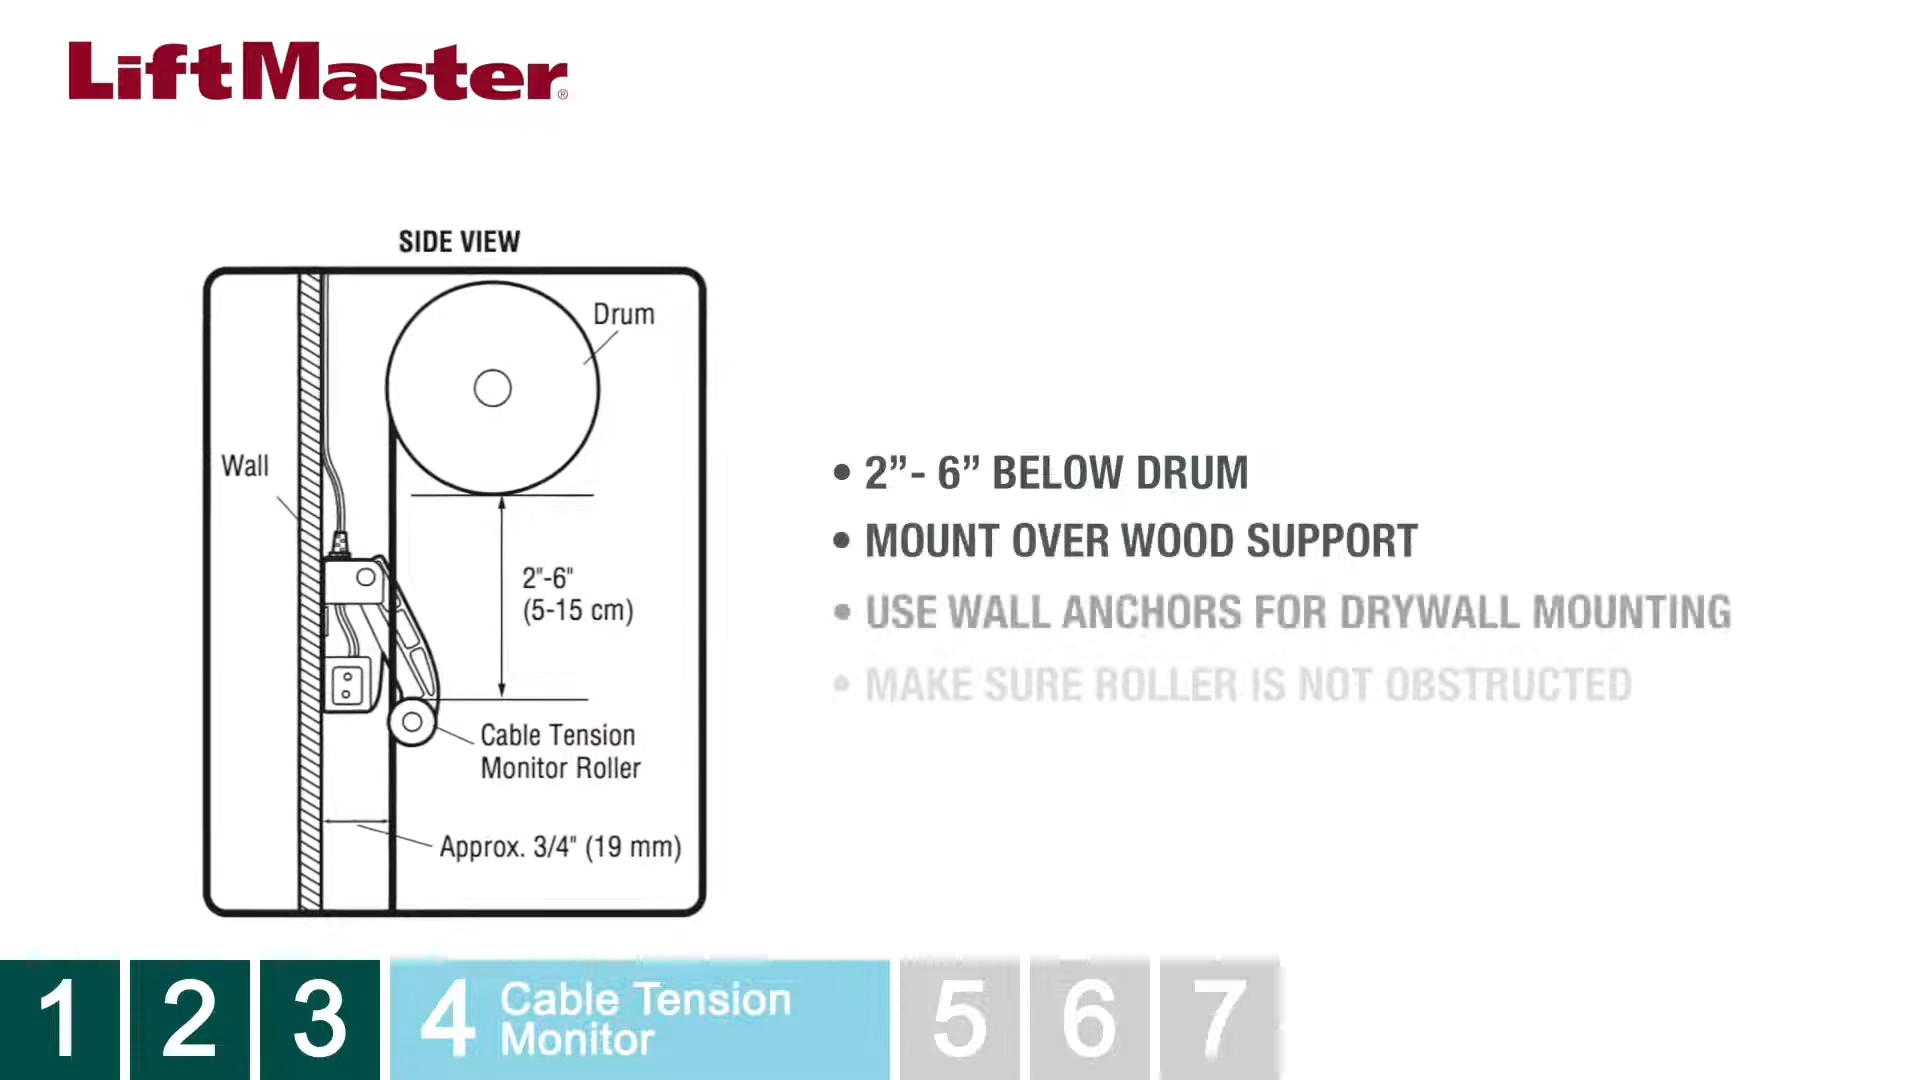 LiftMaster®
SIDE VIEW
Drum
Wall
2"-6"
(5-15 cm)
Cable Tension
Monitor Roller
Approx. 3/4" (19 mm)
• 2”- 6” BELOW DRUM
• MOUNT OVER WOOD SUPPORT
• USE WALL ANCHORS FOR DRYWALL MOUNTING
• MAKE SURE ROLLER IS NOT OBSTRUCTED
1 2 3 4 Cable Tension
Monitor
5 6 7